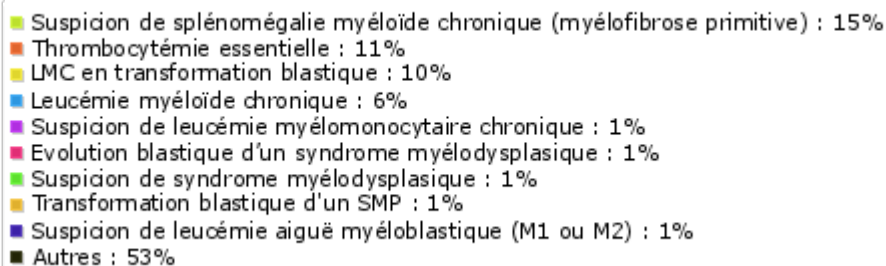 Suspicion de splénomégalie myéloïde chronique (myélofibrose primitive) : 15%
Thrombocytémie essentielle : 11%
LMC en transformation blastique : 10%
Leucémie myéloïde chronique : 6%
Suspicion de leucémie myélomonocytaire chronique : 1%
Evolution blastique d'un syndrome myélodysplasique : 1%
Suspicion de syndrome myélodysplasique : 1%
Transformation blastique d'un SMP : 1%
Suspicion de leucémie aiguë myéloblastique (M1 ou M2) : 1%
Autres : 53%